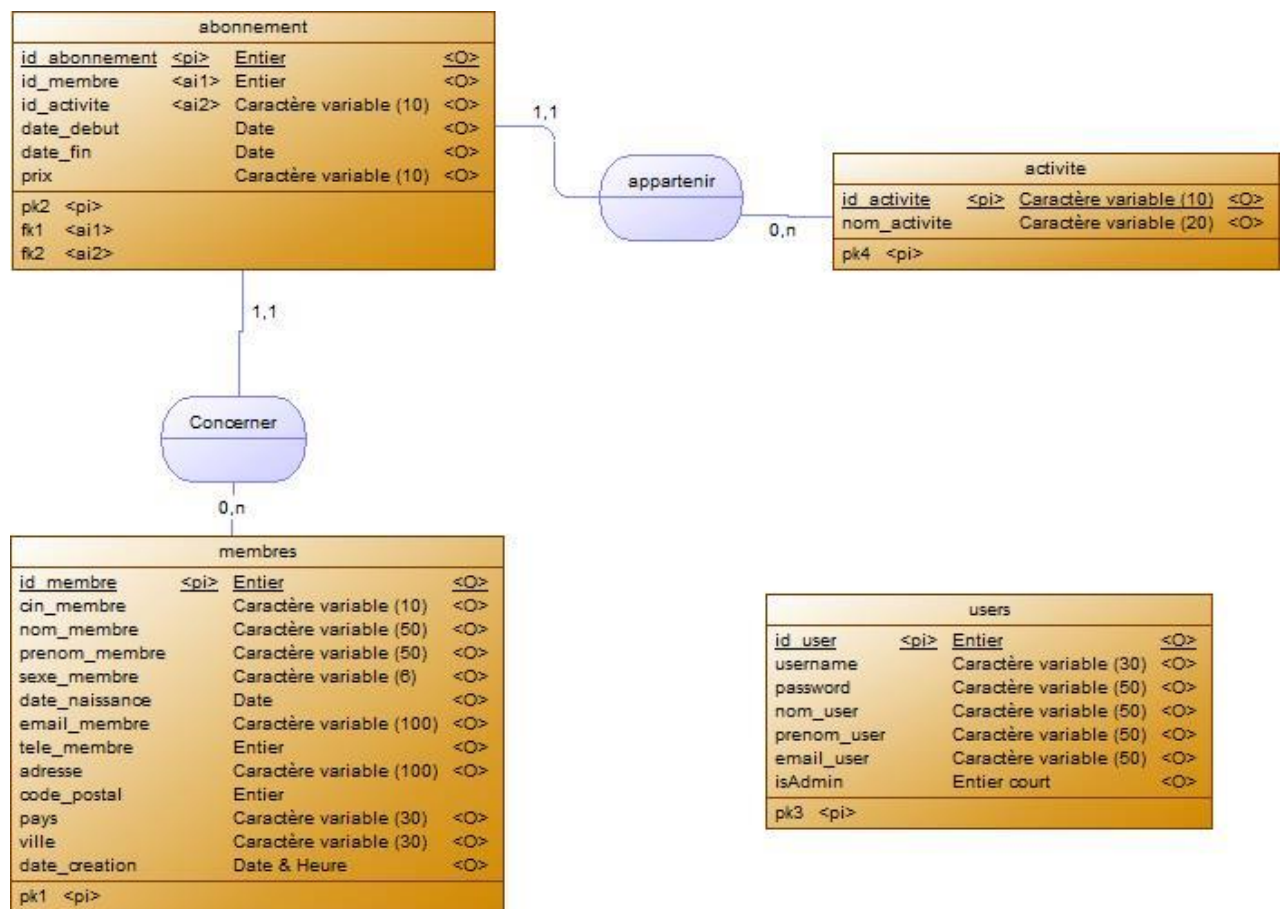 abonnement
id_abonnement <pi> Entier <O>
id_membre <ai1> Entier <O>
id_activite <ai2> Caractère variable (10) <O>
date_debut Date <O>
date_fin Date <O>
prix Caractère variable (10) <O>
pk2 <pi>
fk1 <ai1>
fk2 <ai2>
1,1
appartenir
0,n
activite
id_activite <pi> Caractère variable (10) <O>
nom_activite Caractère variable (20) <O>
pk4 <pi>
1,1
Concerner
0,n
membres
id_membre <pi> Entier <O>
cin_membre Caractère variable (10) <O>
nom_membre Caractère variable (50) <O>
prenom_membre Caractère variable (50) <O>
sexe_membre Caractère variable (6) <O>
date_naissance Date <O>
email_membre Caractère variable (100) <O>
tele_membre Entier <O>
adresse Caractère variable (100) <O>
code_postal Entier
pays Caractère variable (30) <O>
ville Caractère variable (30) <O>
date_creation Date & Heure <O>
pk1 <pi>
users
id_user <pi> Entier <O>
username Caractère variable (30) <O>
password Caractère variable (50) <O>
nom_user Caractère variable (50) <O>
prenom_user Caractère variable (50) <O>
email_user Caractère variable (50) <O>
isAdmin Entier court <O>
pk3 <pi>